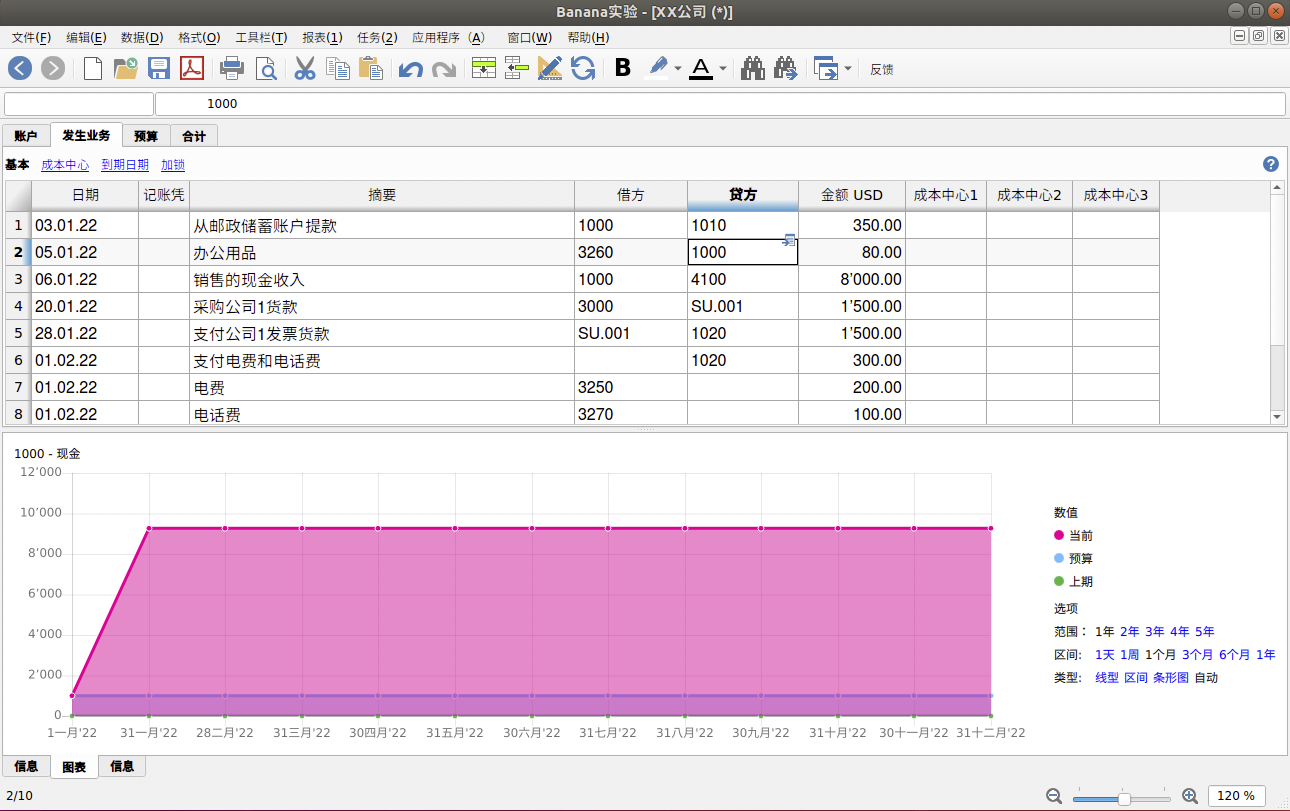 Banana实验 - [XX公司 (*)]
文件(F) 编辑(E) 数据(D) 格式(O) 工具栏(T) 报表(1) 任务(2) 应用程序（A） 窗口(W) 帮助(H)
B A 反馈
1000
账户 发生业务 预算 合计
基本 成本中心 到期日期 加锁 ?
日期 记账凭 摘要 借方 贷方 金额 USD 成本中心1 成本中心2 成本中心3
1 03.01.22 从邮政储蓄账户提款 1000 1010 350.00
2 05.01.22 办公用品 3260 1000 80.00
3 06.01.22 销售的现金收入 1000 4100 8’000.00
4 20.01.22 采购公司1货款 3000 SU.001 1’500.00
5 28.01.22 支付公司1发票货款 SU.001 1020 1’500.00
6 01.02.22 支付电费和电话费 1020 300.00
7 01.02.22 电费 3250 200.00
8 01.02.22 电话费 3270 100.00
1000 - 现金
12’000
10’000
8’000
6’000
4’000
2’000
0
1一月'22 31一月'22 28二月'22 31三月'22 30四月'22 31五月'22 30六月'22 31七月'22 31八月'22 30九月'22 31十月'22 30十一月'22 31十二月'22
数值
当前
预算
上期
选项
范围： 1年 2年 3年 4年 5年
区间: 1天 1周 1个月 3个月 6个月 1年
类型: 线型 区间 条形图 自动
信息 图表 信息
2/10 120 %